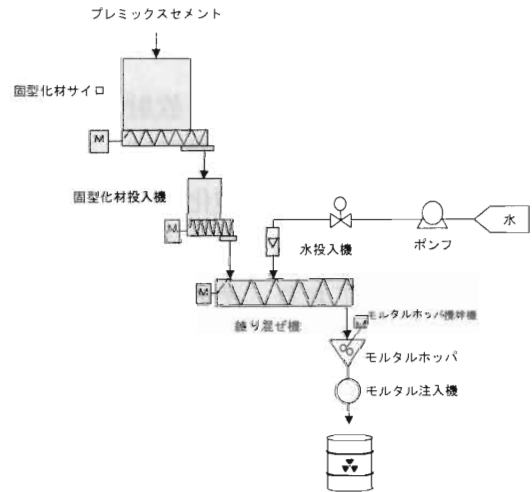 プレミックスセメント
固型化材サイロ
M
固型化材投入機
M
水投入機
ポンプ
水
M
練り混ぜ機
M
モルタルホッパ攪拌機
モルタルホッパ
モルタル注入機